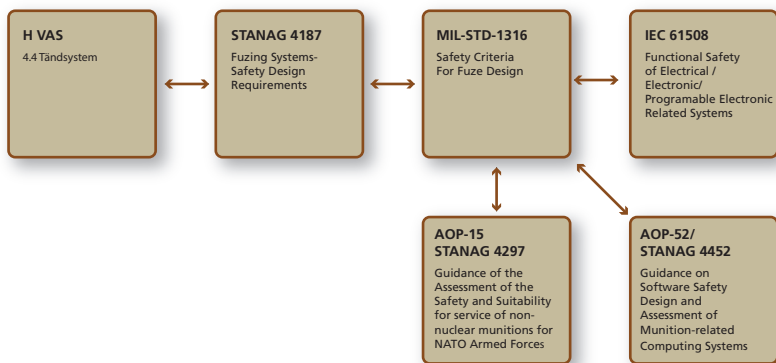 H VAS
4.4 Tändsystem
STANAG 4187
Fuzing Systems-
Safety Design
Requirements
MIL-STD-1316
Safety Criteria
For Fuze Design
IEC 61508
Functional Safety
of Electrical /
Electronic/
Programable Electronic
Related Systems
AOP-15
STANAG 4297
Guidance of the
Assessment of the
Safety and Suitability
for service of non-
nuclear munitions for
NATO Armed Forces
AOP-52/
STANAG 4452
Guidance on
Software Safety
Design and
Assessment of
Munition-related
Computing Systems